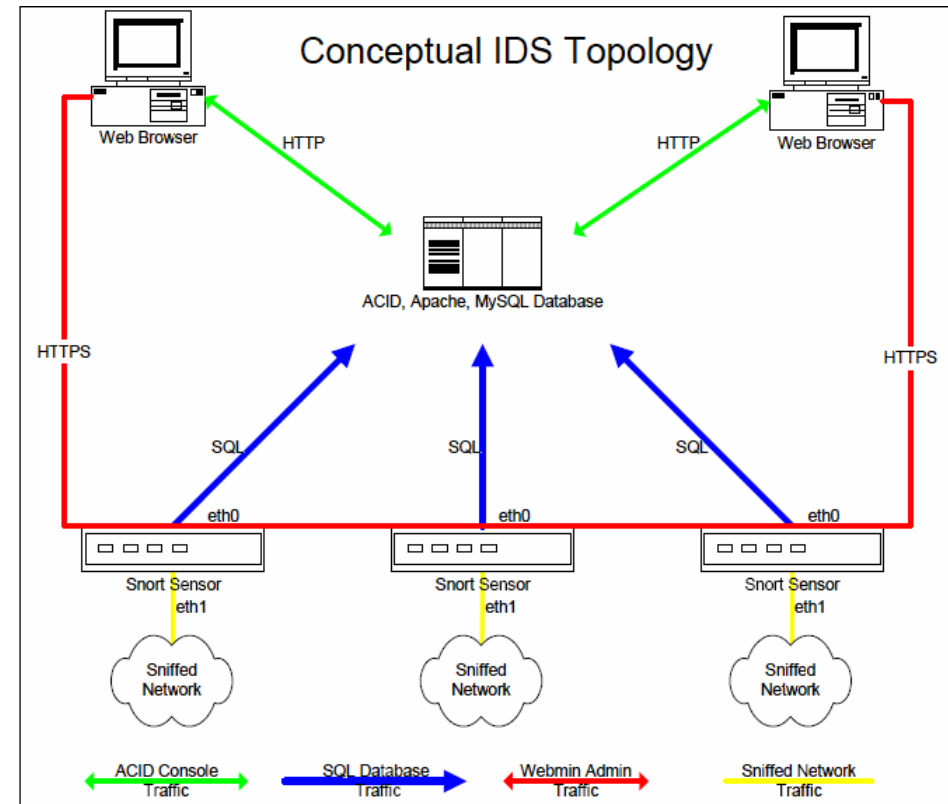 Conceptual IDS Topology
Web Browser
Web Browser
HTTP
HTTP
ACID, Apache, MySQL Database
HTTPS
HTTPS
SQL
SQL
SQL
eth0
eth0
eth0
Snort Sensor
Snort Sensor
Snort Sensor
eth1
eth1
eth1
Sniffed
Network
Sniffed
Network
Sniffed
Network
ACID Console
Traffic
SQL Database
Traffic
Webmin Admin
Traffic
Sniffed Network
Traffic